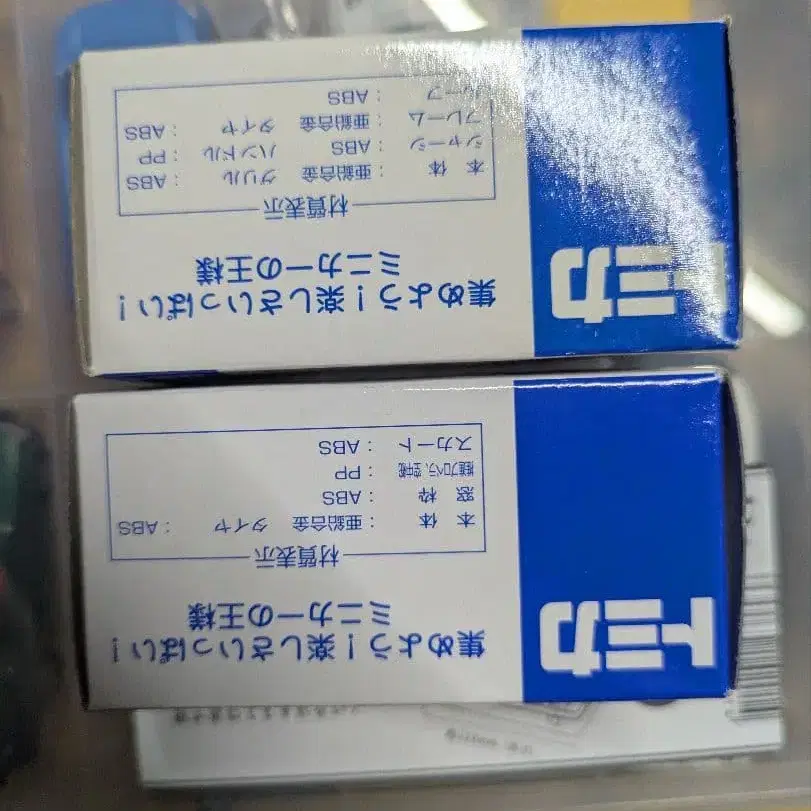 トミカ
集めよう!楽しさいっぱい!
ミニカーの王様
材質表示
本体 :亜鉛合金 タイヤ :ABS
窓枠 :ABS
:PP
スカート :ABS
トミカ
集めよう!楽しさいっぱい!
ミニカーの王様
材質表示
本体 :亜鉛合金 グリル :ABS
シャーシ :ABS ハンドル :PP
フレーム :亜鉛合金 タイヤ :ABS
ルーフ :ABS